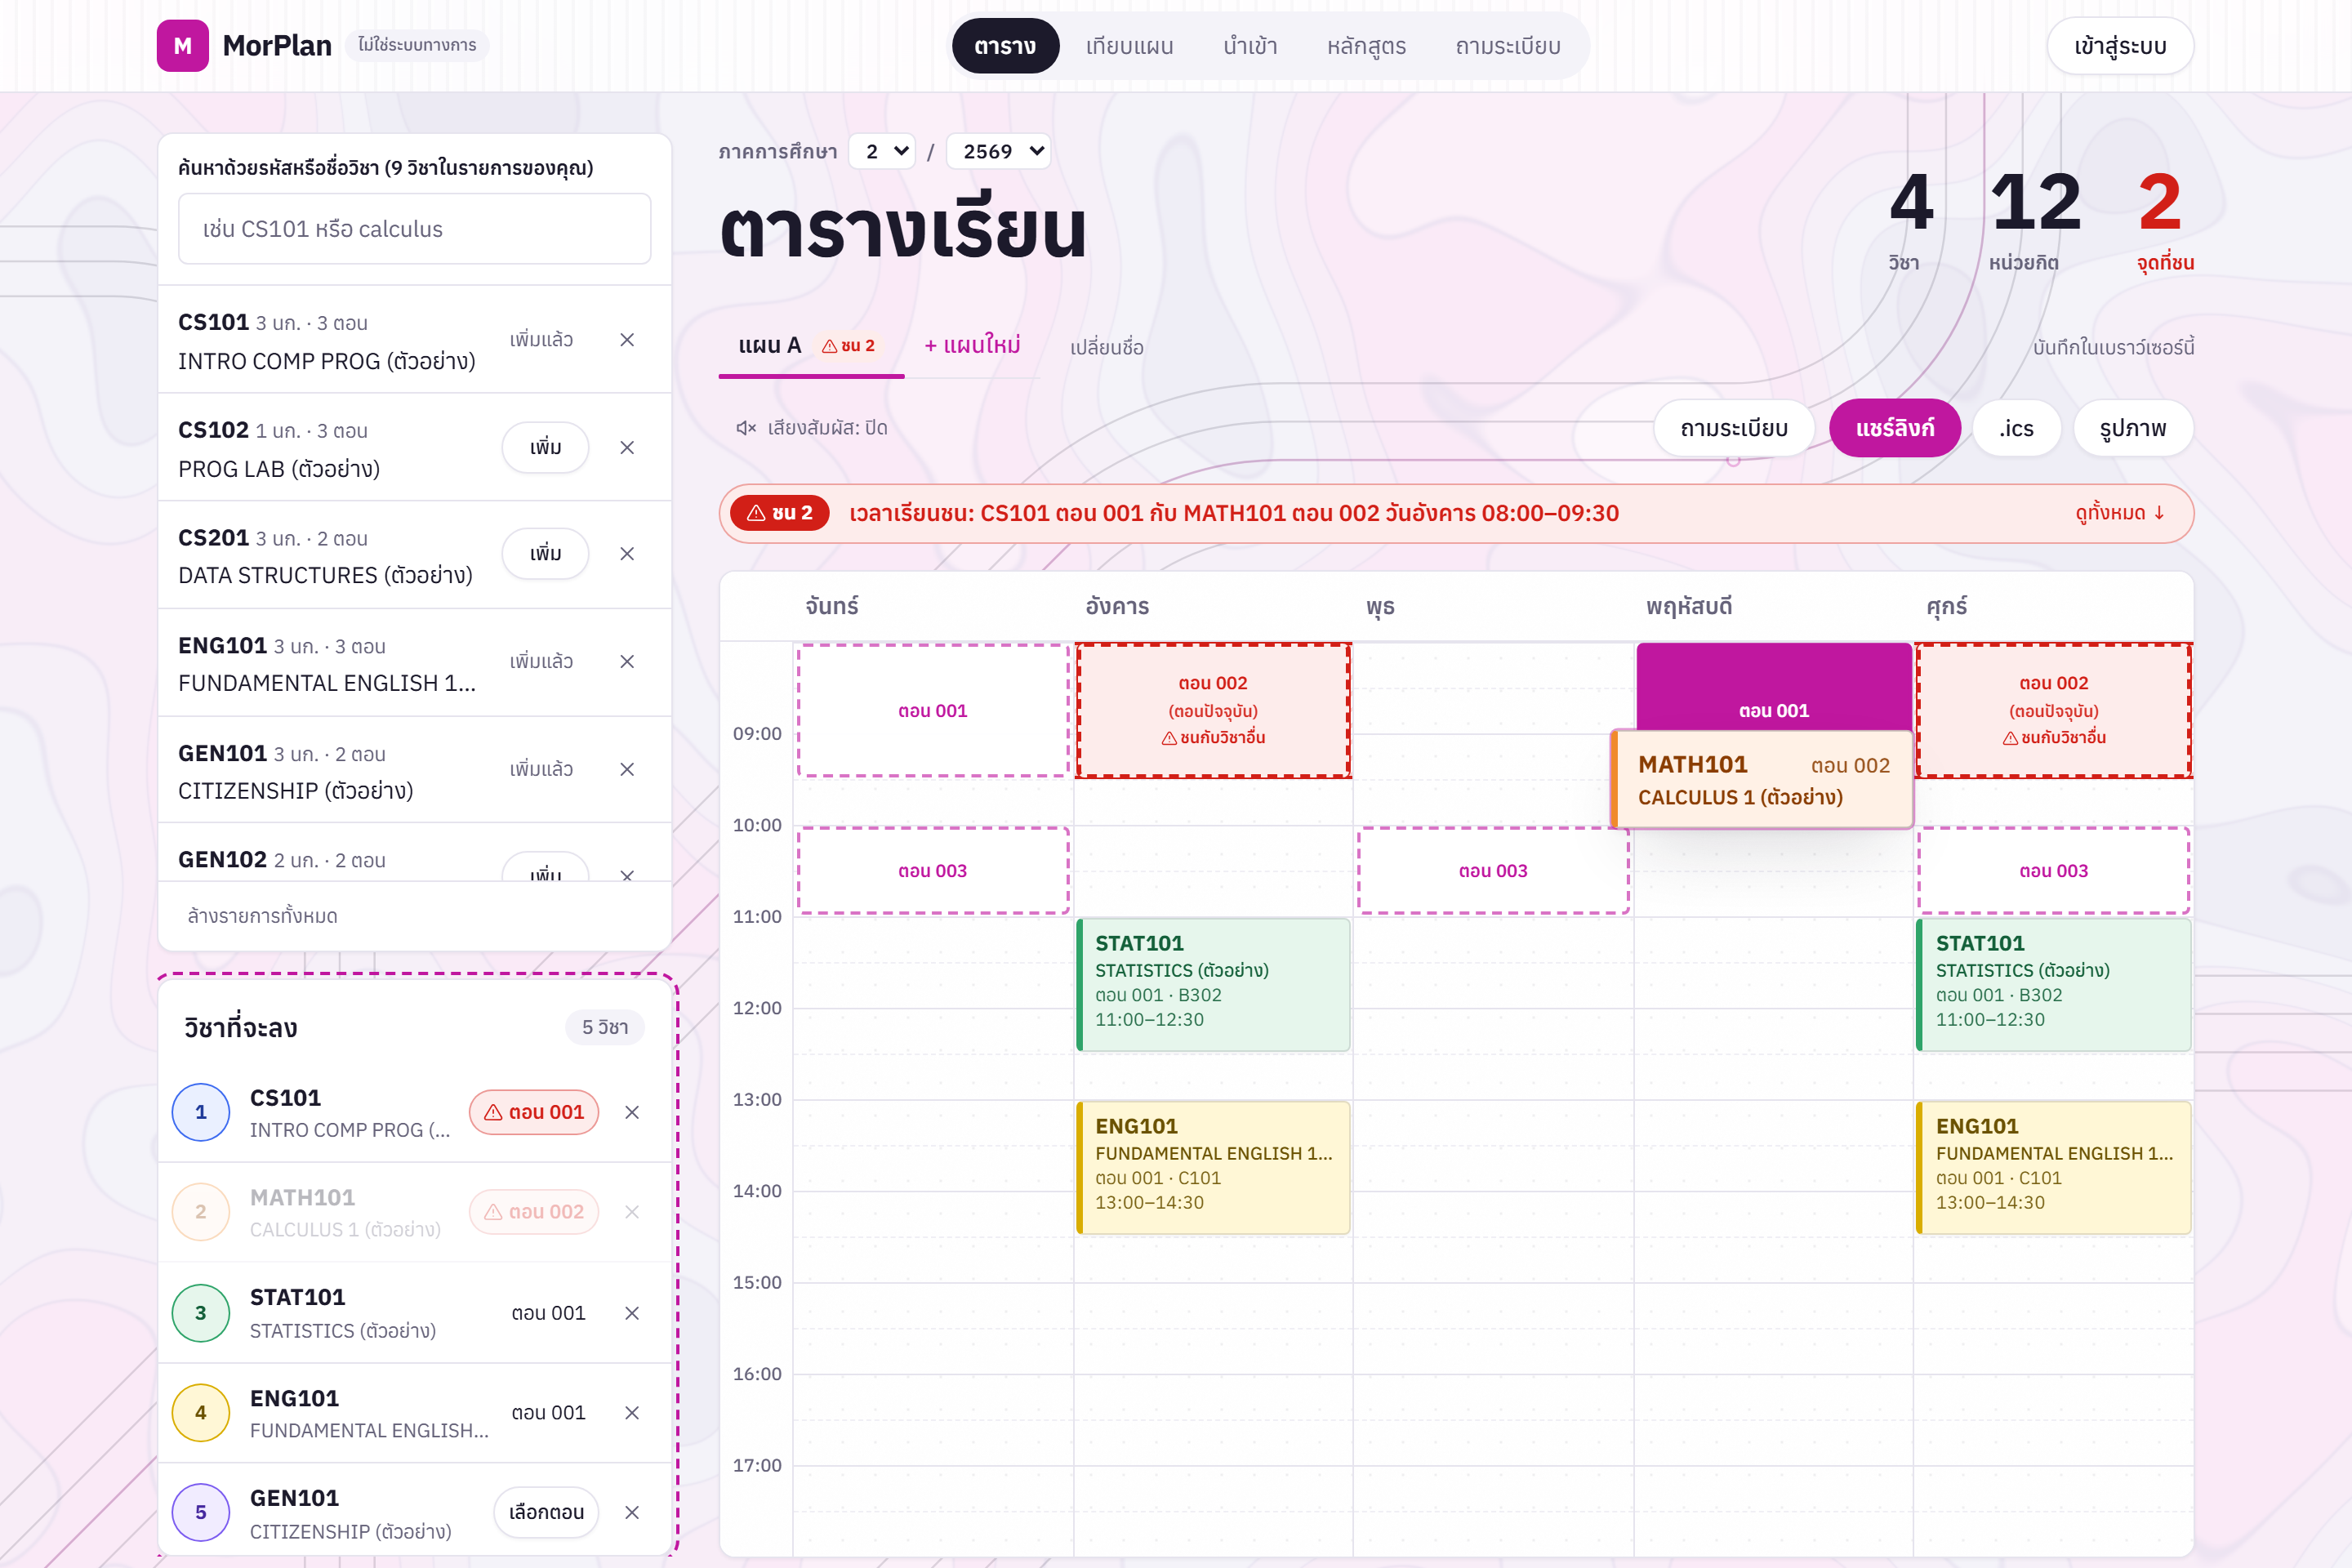 M MorPlan ไม่ใช่ระบบทางการ
ตาราง เทียบแผน นำเข้า หลักสูตร ถามระเบียบ
เข้าสู่ระบบ
ค้นหาด้วยรหัสหรือชื่อวิชา (9 วิชาในรายการของคุณ)
เช่น CS101 หรือ calculus
CS101 3 นก. · 3 ตอน
INTRO COMP PROG (ตัวอย่าง)
เพิ่มแล้ว ×
CS102 1 นก. · 3 ตอน
PROG LAB (ตัวอย่าง)
เพิ่ม ×
CS201 3 นก. · 2 ตอน
DATA STRUCTURES (ตัวอย่าง)
เพิ่ม ×
ENG101 3 นก. · 3 ตอน
FUNDAMENTAL ENGLISH 1...
เพิ่มแล้ว ×
GEN101 3 นก. · 2 ตอน
CITIZENSHIP (ตัวอย่าง)
เพิ่มแล้ว ×
GEN102 2 นก. · 2 ตอน
เพิ่ม ×
ล้างรายการทั้งหมด
วิชาที่จะลง 5 วิชา
1 CS101
INTRO COMP PROG (...
ตอน 001 ×
2 MATH101
CALCULUS 1 (ตัวอย่าง)
ตอน 002 ×
3 STAT101
STATISTICS (ตัวอย่าง)
ตอน 001 ×
4 ENG101
FUNDAMENTAL ENGLISH...
ตอน 001 ×
5 GEN101
CITIZENSHIP (ตัวอย่าง)
เลือกตอน ×
ภาคการศึกษา 2 / 2569
ตารางเรียน
4 วิชา
12 หน่วยกิต
2 จุดที่ชน
แผน A ชน 2 + แผนใหม่ เปลี่ยนชื่อ
บันทึกในเบราว์เซอร์นี้
เสียงสัมผัส: ปิด
ถามระเบียบ แชร์ลิงก์ .ics รูปภาพ
ชน 2 เวลาเรียนชน: CS101 ตอน 001 กับ MATH101 ตอน 002 วันอังคาร 08:00–09:30 ดูทั้งหมด ↓
จันทร์ อังคาร พุธ พฤหัสบดี ศุกร์
ตอน 001
ตอน 002
(ตอนปัจจุบัน)
ชนกับวิชาอื่น
ตอน 001
ตอน 002
(ตอนปัจจุบัน)
ชนกับวิชาอื่น
09:00
MATH101 ตอน 002
CALCULUS 1 (ตัวอย่าง)
10:00
ตอน 003 ตอน 003 ตอน 003
11:00
STAT101
STATISTICS (ตัวอย่าง)
ตอน 001 · B302
11:00–12:30
STAT101
STATISTICS (ตัวอย่าง)
ตอน 001 · B302
11:00–12:30
12:00
13:00
ENG101
FUNDAMENTAL ENGLISH 1...
ตอน 001 · C101
13:00–14:30
ENG101
FUNDAMENTAL ENGLISH 1...
ตอน 001 · C101
13:00–14:30
14:00
15:00
16:00
17:00